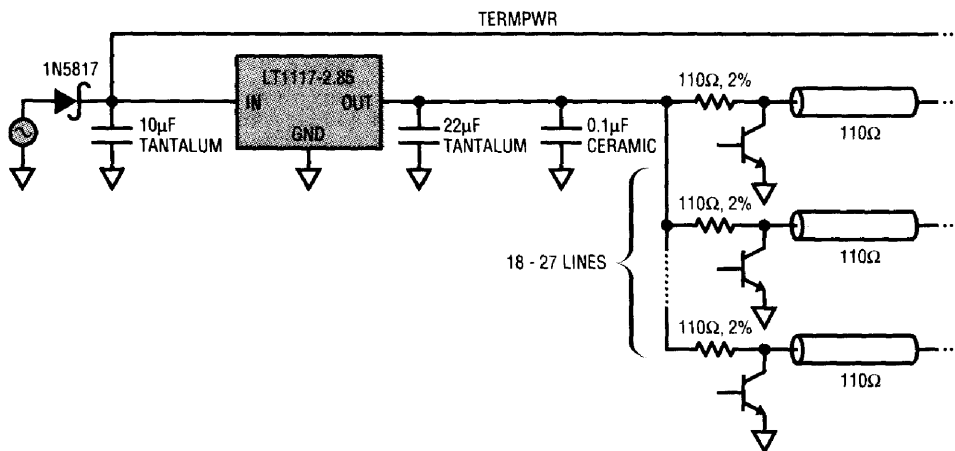 TERMPWR
1N5817
LT1117-2.85
IN OUT
GND
10µF
TANTALUM
22µF
TANTALUM
0.1µF
CERAMIC
110Ω, 2%
110Ω
110Ω, 2%
110Ω
18 - 27 LINES
110Ω, 2%
110Ω